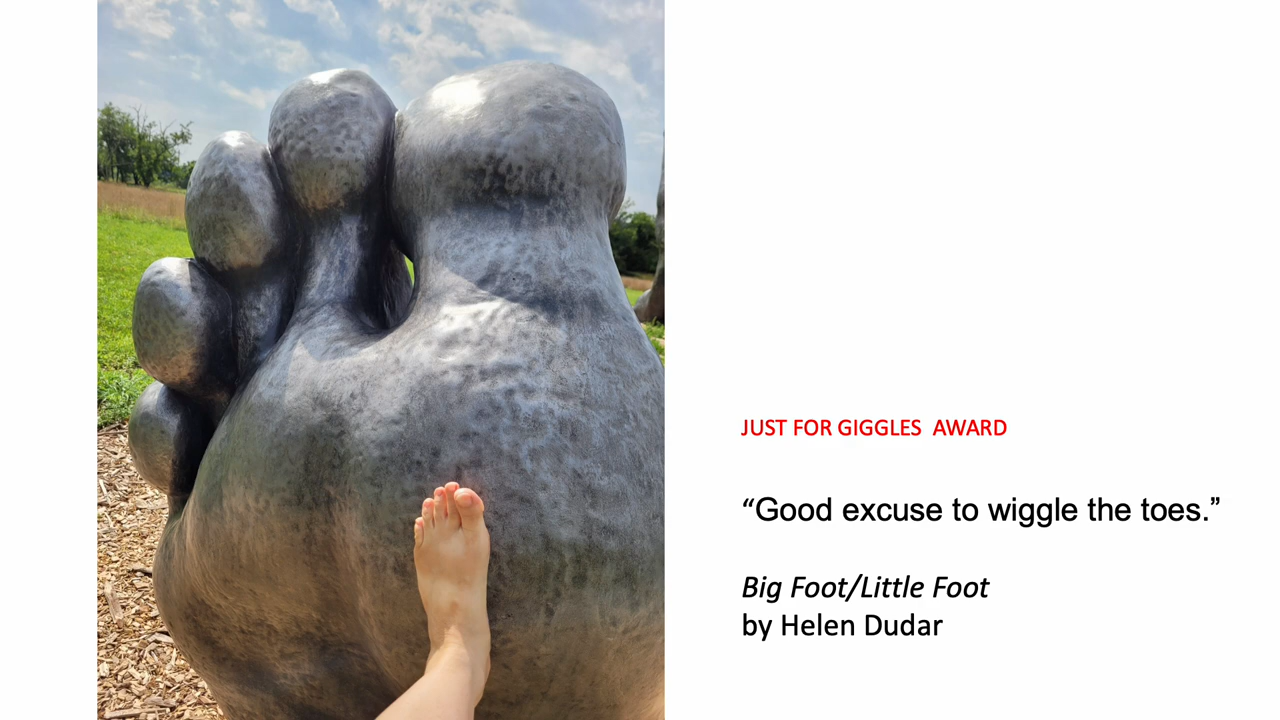 JUST FOR GIGGLES  AWARD
“Good excuse to wiggle the toes.”
Big Foot/Little Foot
by Helen Dudar